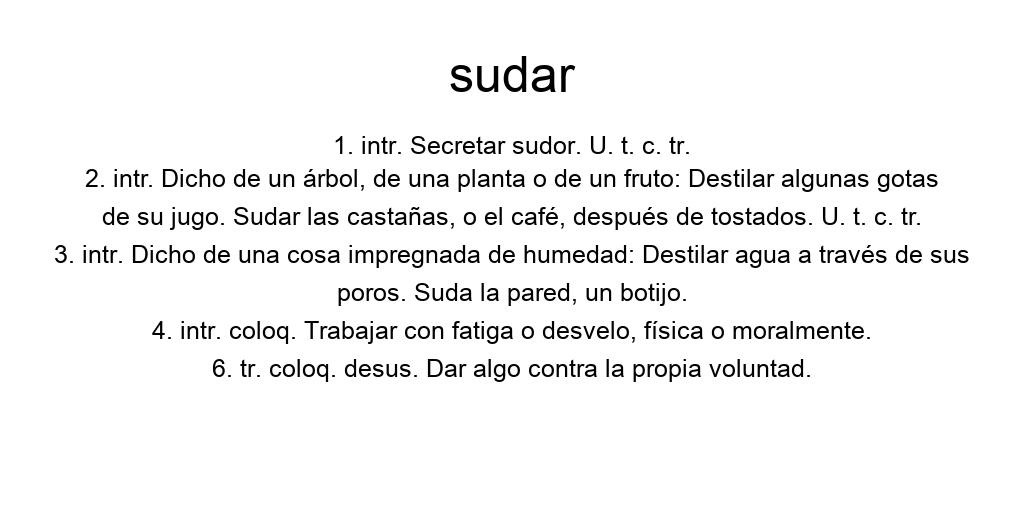 sudar
1. intr. Secretar sudor. U. t. c. tr.
2. intr. Dicho de un árbol, de una planta o de un fruto: Destilar algunas gotas
de su jugo. Sudar las castañas, o el café, después de tostados. U. t. c. tr.
3. intr. Dicho de una cosa impregnada de humedad: Destilar agua a través de sus
poros. Suda la pared, un botijo.
4. intr. coloq. Trabajar con fatiga o desvelo, física o moralmente.
6. tr. coloq. desus. Dar algo contra la propia voluntad.